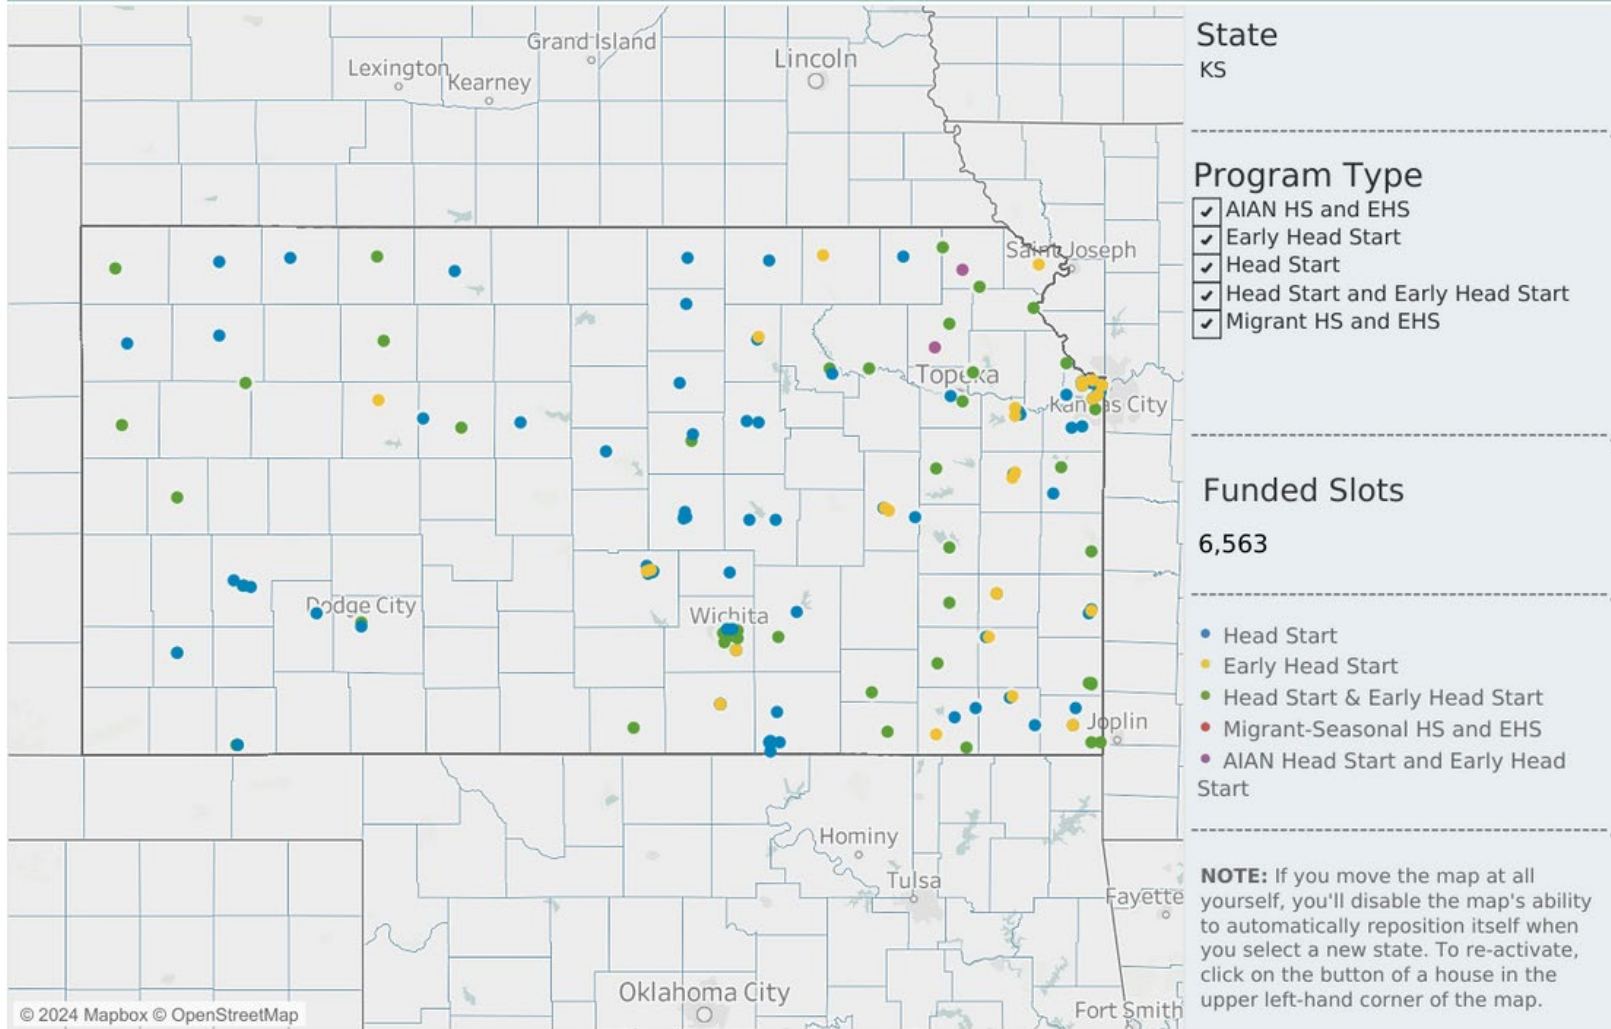 Grand Island
Lexington
Kearney
Lincoln
Saint Joseph
Topeka
Kansas City
Dodge City
Wichita
Joplin
Hominy
Tulsa
Fayette
Oklahoma City
Fort Smith
© 2024 Mapbox © OpenStreetMap
State
KS
Program Type
AIAN HS and EHS
Early Head Start
Head Start
Head Start and Early Head Start
Migrant HS and EHS
Funded Slots
6,563
Head Start
Early Head Start
Head Start & Early Head Start
Migrant-Seasonal HS and EHS
AIAN Head Start and Early Head
Start
NOTE: If you move the map at all
yourself, you'll disable the map's ability
to automatically reposition itself when
you select a new state. To re-activate,
click on the button of a house in the
upper left-hand corner of the map.